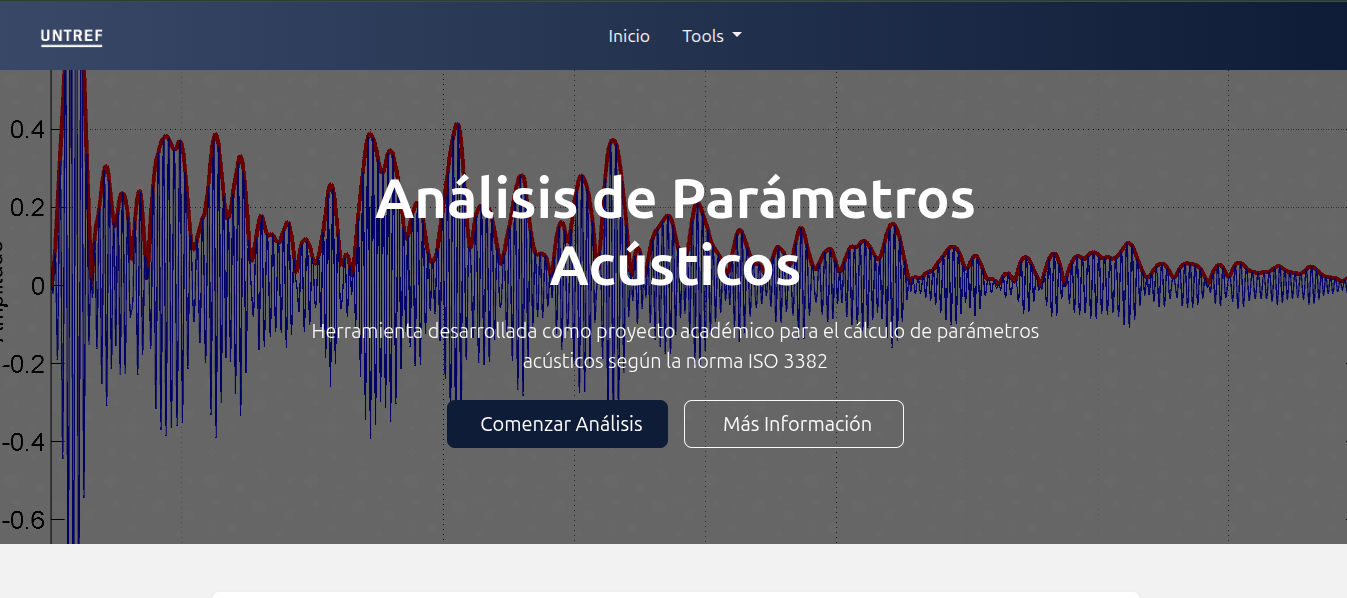 UNTREF
Inicio
Tools
0.4
0.2
0
-0.2
-0.4
-0.6
Análisis de Parámetros
Acústicos
Herramienta desarrollada como proyecto académico para el cálculo de parámetros
acústicos según la norma ISO 3382
Comenzar Análisis
Más Información